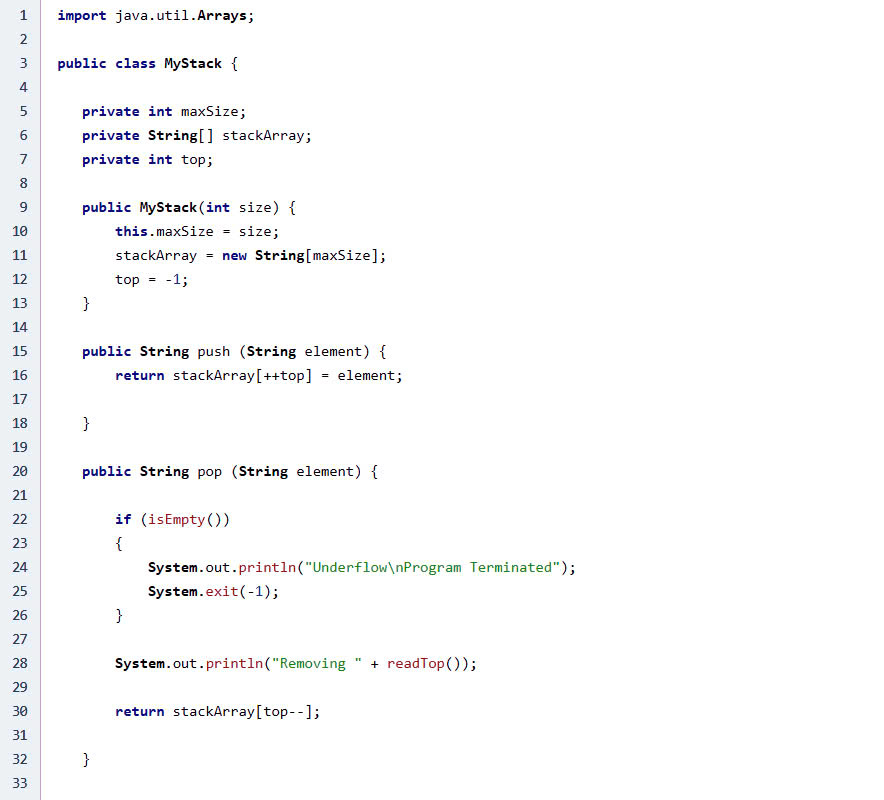 1 import java.util.Arrays;
2
3 public class MyStack {
4
5 private int maxSize;
6 private String[] stackArray;
7 private int top;
8
9 public MyStack(int size) {
10 this.maxSize = size;
11 stackArray = new String[maxSize];
12 top = -1;
13 }
14
15 public String push (String element) {
16 return stackArray[++top] = element;
17
18 }
19
20 public String pop (String element) {
21
22 if (isEmpty())
23 {
24 System.out.println("Underflow\nProgram Terminated");
25 System.exit(-1);
26 }
27
28 System.out.println("Removing " + readTop());
29
30 return stackArray[top--];
31
32 }
33